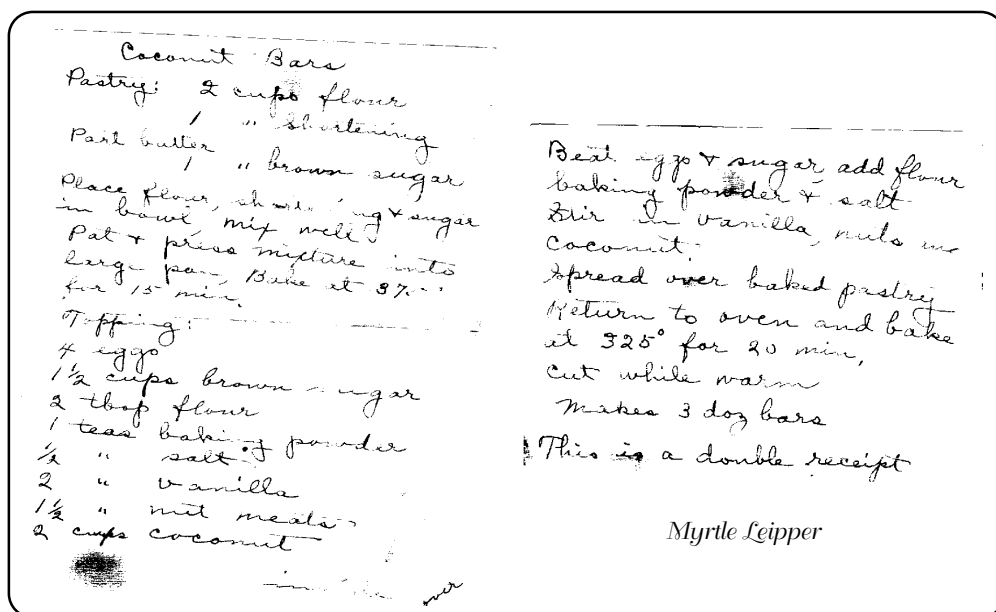 Coconut Bars
Pastry: 2 cups flour
1 " shortening
Part butter
1 " brown sugar
Place flour, & sugar
in bowl, mix well
Pat & press mixture into
large pan, Bake at
for 15 min.
Topping:
4 eggs
1 1/2 cups brown sugar
2 tbsp flour
1 teas baking powder
1/2 " salt
2 " vanilla
1 1/2 " nut meats
2 cups coconut
over
Beat eggs & sugar, add flour
baking powder & salt
Stir in vanilla, nuts
coconut.
Spread over baked pastry
Return to oven and bake
at 325° for 20 min,
Cut while warm
Makes 3 doz bars
This is a double receipt
Myrtle Leipper